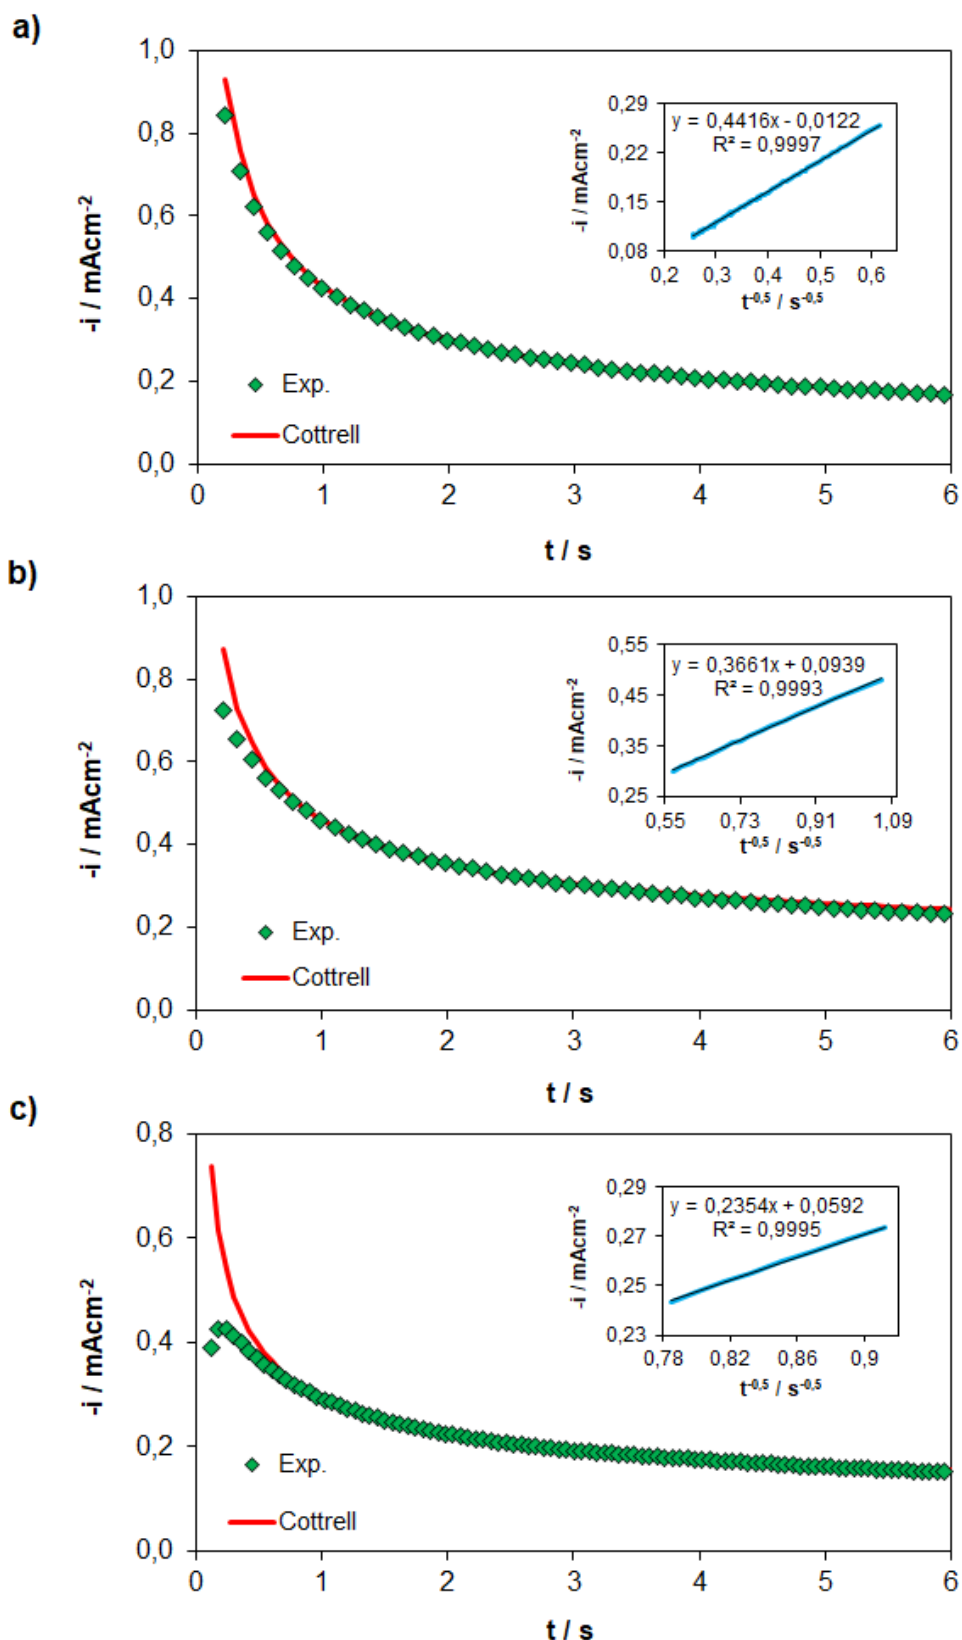 a)
1,0
0,8
0,6
0,4
0,2
0,0
-i / mAcm⁻²
0 1 2 3 4 5 6
t / s
Exp.
Cottrell
0,29
0,22
0,15
0,08
-i / mAcm⁻²
y = 0,4416x - 0,0122
R² = 0,9997
0,2 0,3 0,4 0,5 0,6
t⁻⁰,⁵ / s⁻⁰,⁵
b)
1,0
0,8
0,6
0,4
0,2
0,0
-i / mAcm⁻²
0 1 2 3 4 5 6
t / s
Exp.
Cottrell
0,55
0,45
0,35
0,25
-i / mAcm⁻²
y = 0,3661x + 0,0939
R² = 0,9993
0,55 0,73 0,91 1,09
t⁻⁰,⁵ / s⁻⁰,⁵
c)
0,8
0,6
0,4
0,2
0,0
-i / mAcm⁻²
0 1 2 3 4 5 6
t / s
Exp.
Cottrell
0,29
0,27
0,25
0,23
-i / mAcm⁻²
y = 0,2354x + 0,0592
R² = 0,9995
0,78 0,82 0,86 0,9
t⁻⁰,⁵ / s⁻⁰,⁵